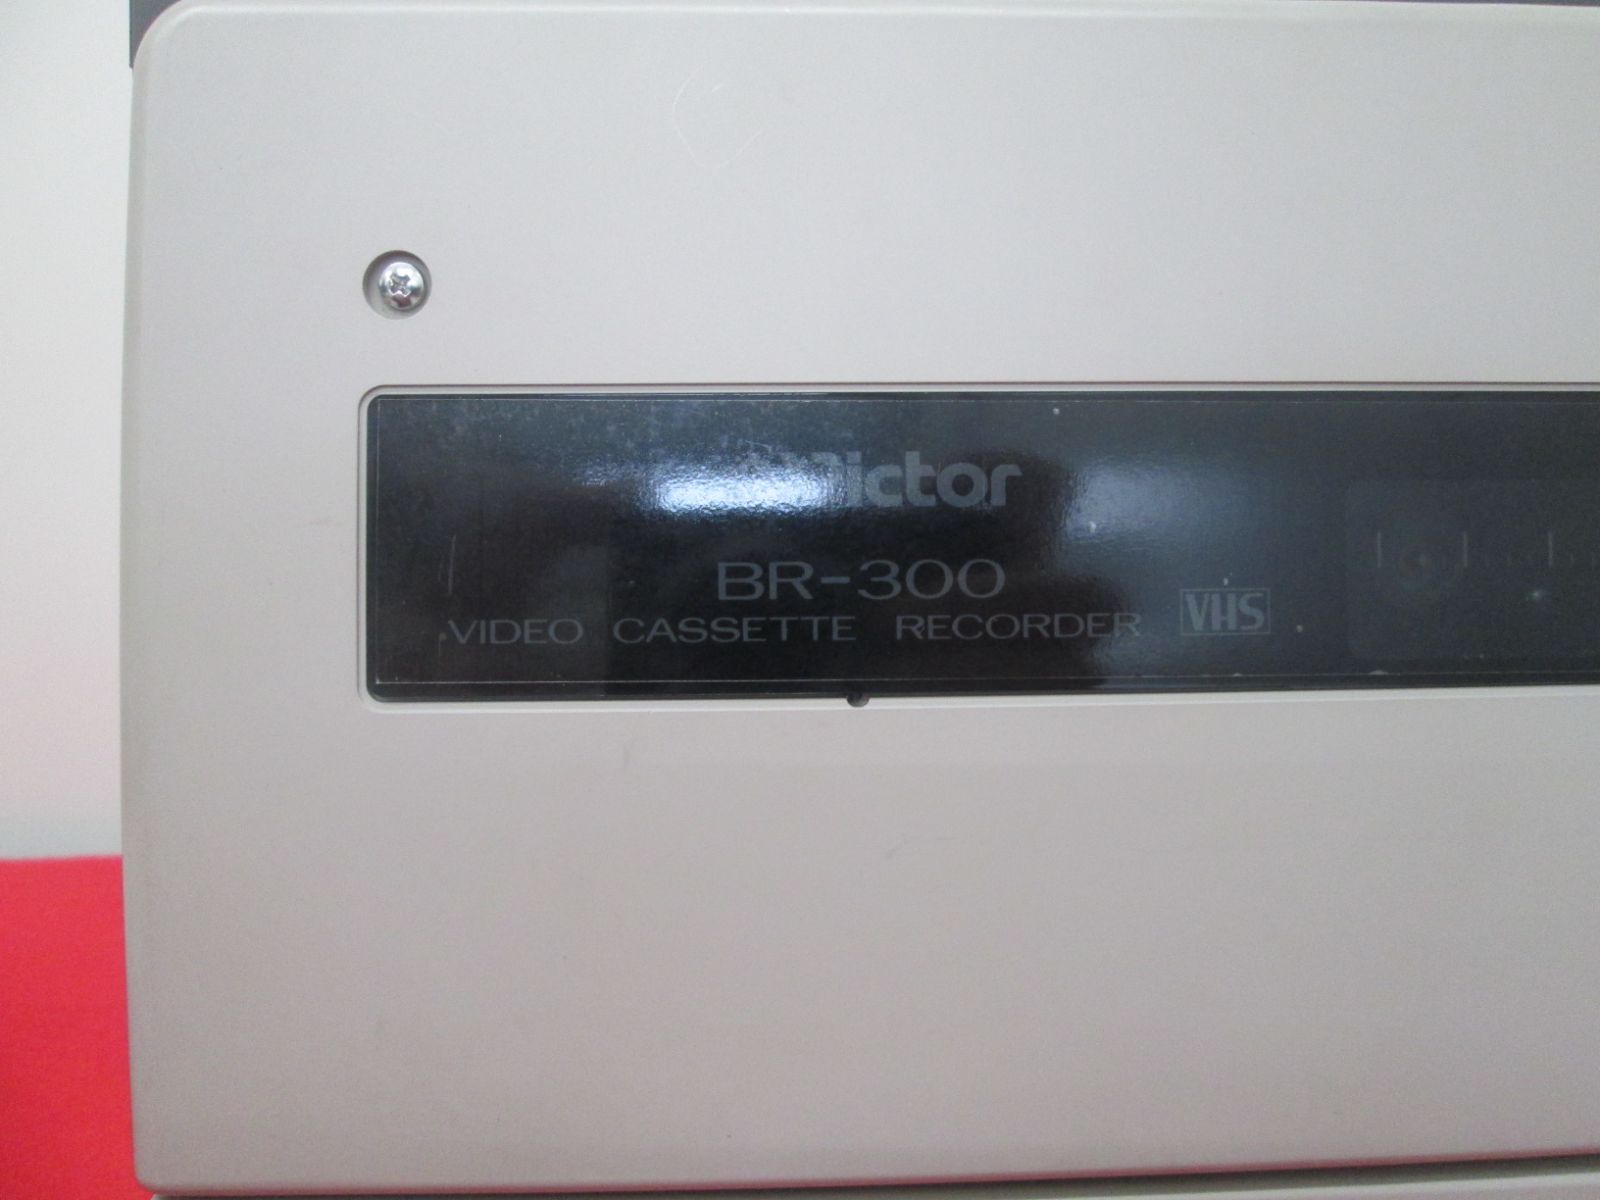 Victor
BR-300
VIDEO CASSETTE RECORDER VHS